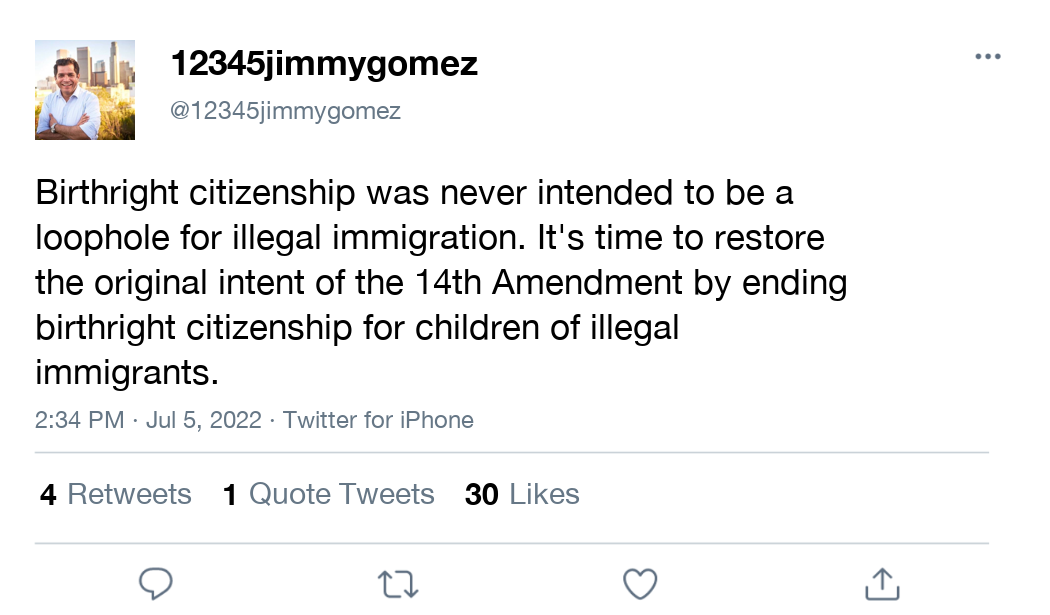 12345jimmygomez
@12345jimmygomez
Birthright citizenship was never intended to be a
loophole for illegal immigration. It's time to restore
the original intent of the 14th Amendment by ending
birthright citizenship for children of illegal
immigrants.
2:34 PM · Jul 5, 2022 · Twitter for iPhone
4 Retweets 1 Quote Tweets 30 Likes